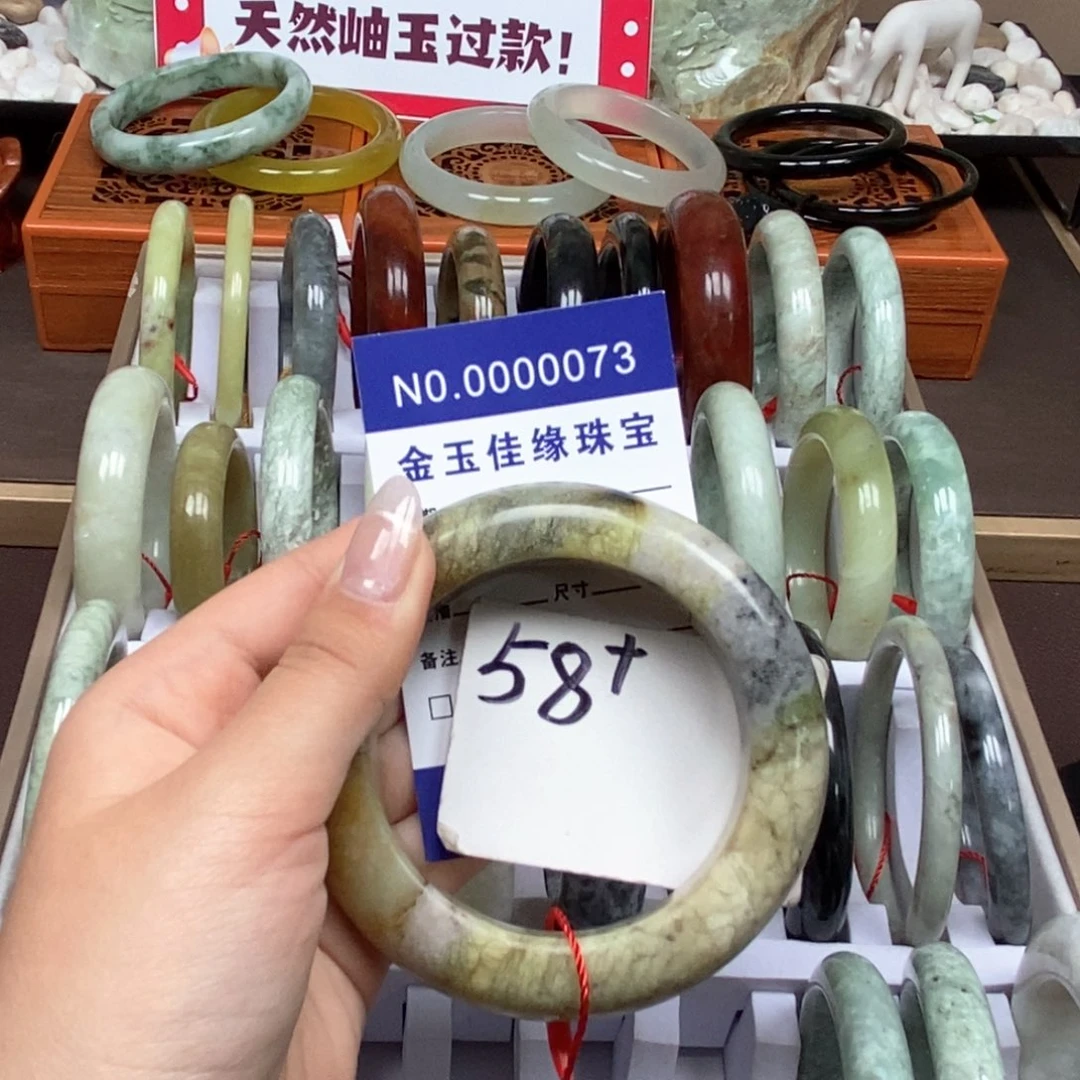 天然岫玉过款!
N0.0000073
金玉佳缘珠宝
尺寸
备注
58+